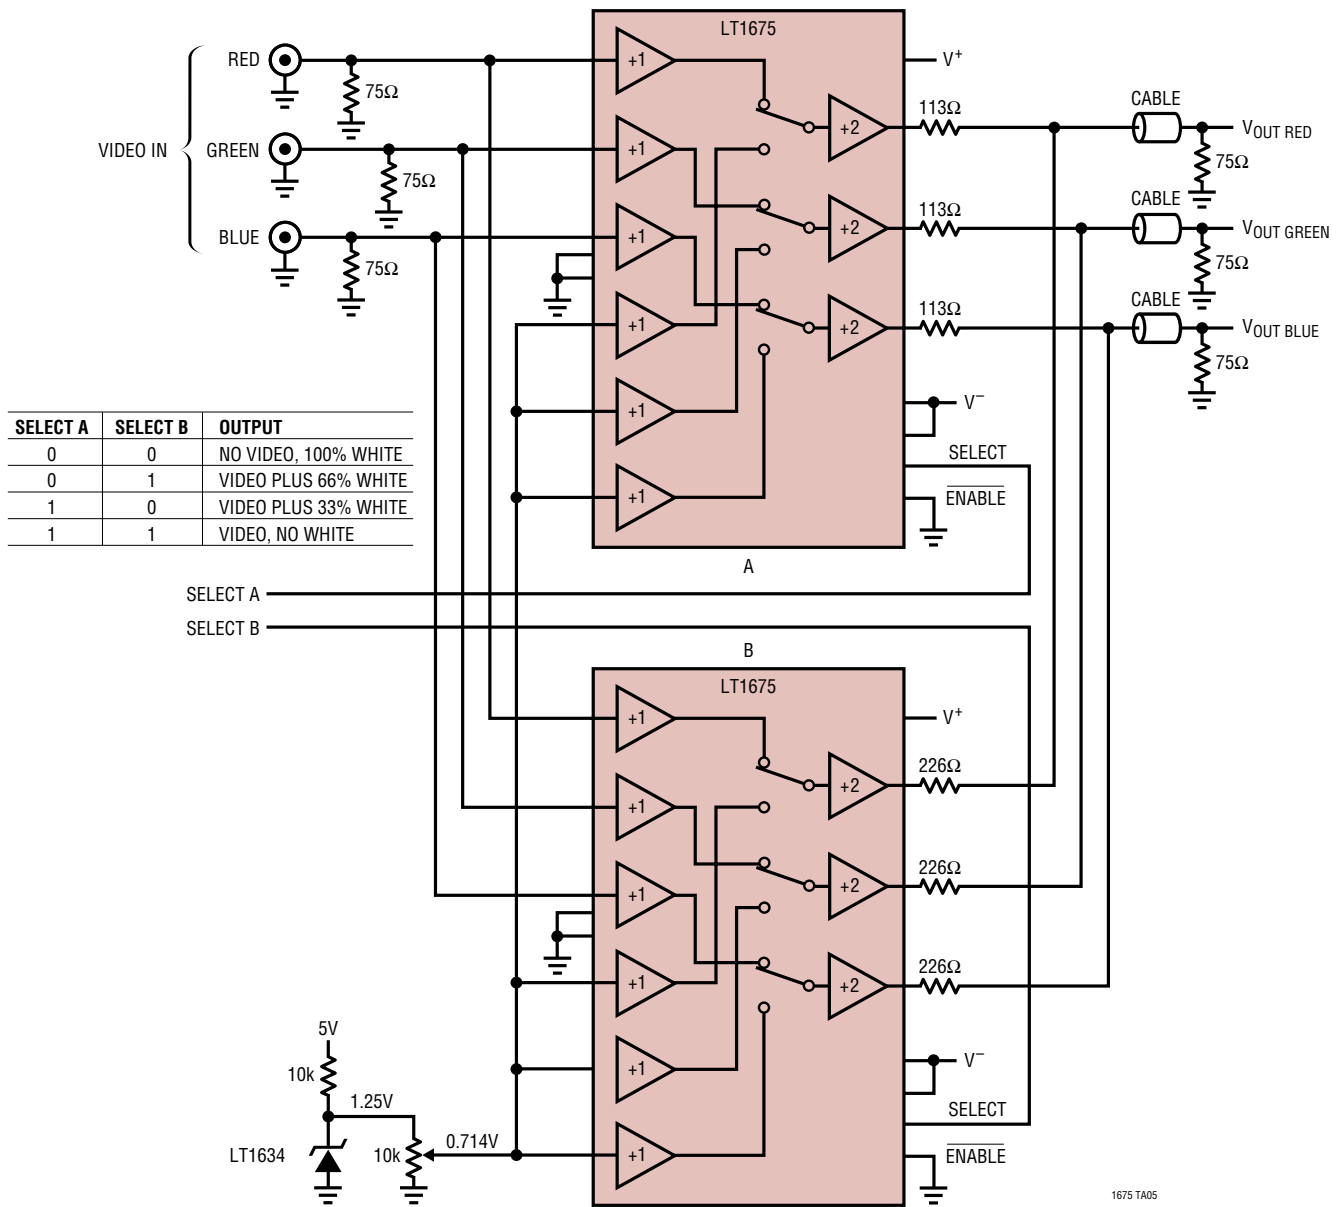 LT1675
RED
+1
V+
75Ω
CABLE
113Ω
+2
VOUT RED
VIDEO IN
GREEN
+1
75Ω
75Ω
CABLE
113Ω
+2
VOUT GREEN
BLUE
+1
75Ω
75Ω
CABLE
113Ω
+1
+2
VOUT BLUE
75Ω
+1
V−
SELECT A SELECT B OUTPUT
0 0 NO VIDEO, 100% WHITE
0 1 VIDEO PLUS 66% WHITE
1 0 VIDEO PLUS 33% WHITE
1 1 VIDEO, NO WHITE
SELECT
+1
ENABLE
A
SELECT A
SELECT B
B
LT1675
+1
V+
226Ω
+1
+2
226Ω
+1
+2
226Ω
+1
+2
5V
10k
1.25V
+1
V−
SELECT
LT1634
10k
0.714V
+1
ENABLE
1675 TA05